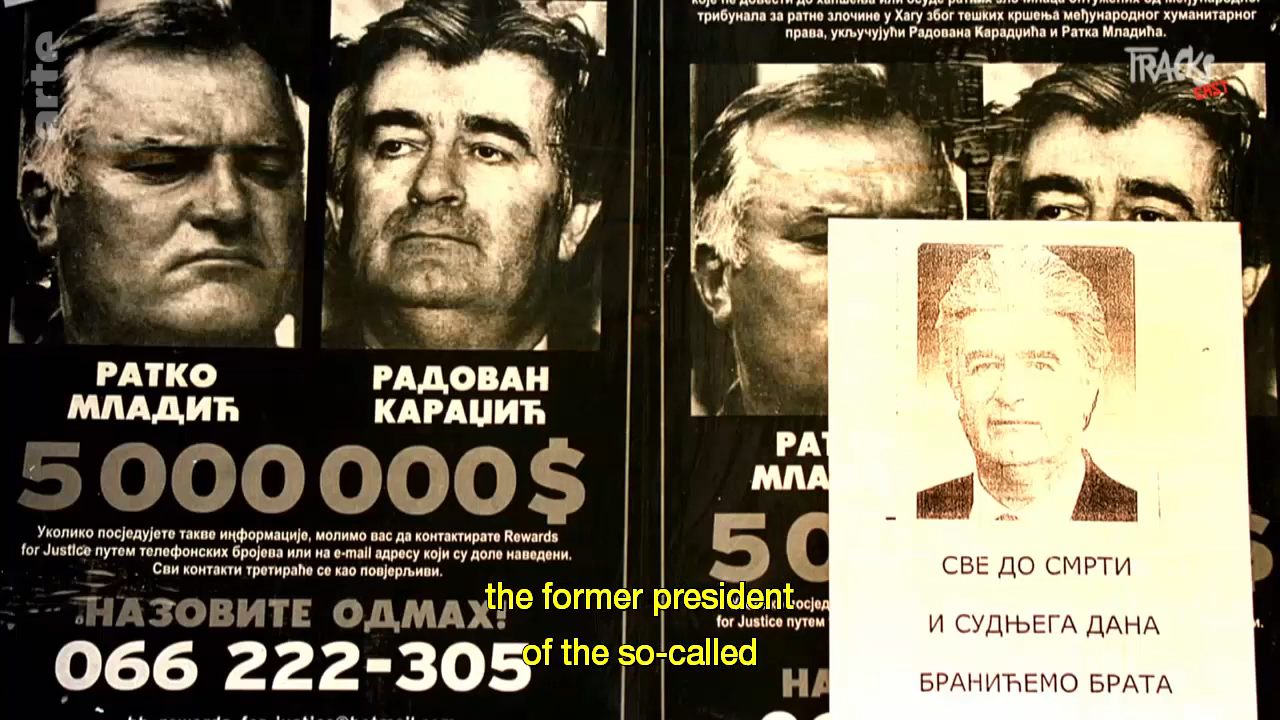 arte
TRACKS
EAST
РАТКО
МЛАДИЋ
РАДОВАН
КАРАЏИЋ
5 000 000 $
Уколико посједујете такве информације, молимо вас да контактирате Rewards
for Justice путем телефонских бројева или на e-mail адресу који су доле наведени.
Сви контакти третираће се као повјерљиви.
НАЗОВИТЕ ОДМАХ!
066 222-305
трибунала за ратне злочине у Хагу због тешких кршења међународног хуманитарног
права, укључујући Радована Караџића и Ратка Младића.
for Justice путем
СВЕ ДО СМРТИ
И СУДЊЕГА ДАНА
БРАНИЋЕМО БРАТА
the former president
of the so-called